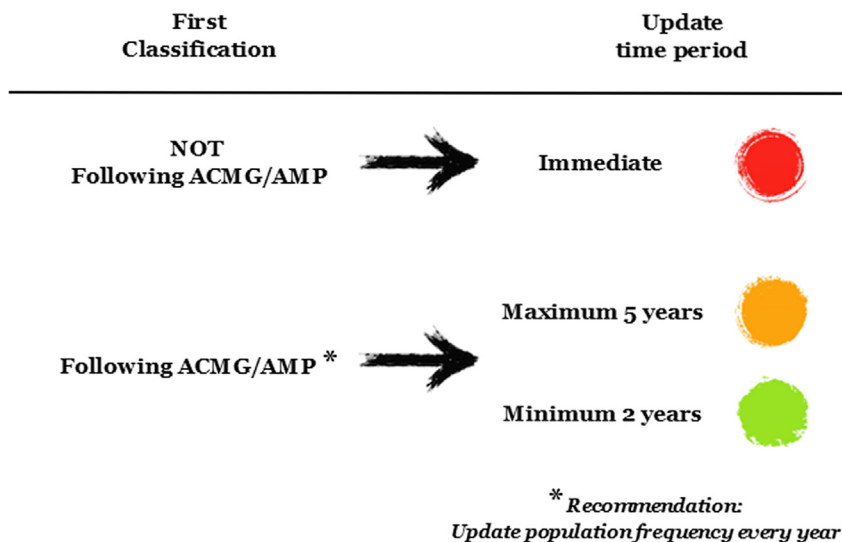 First
Classification
Update
time period
NOT
Following ACMG/AMP
Immediate
Maximum 5 years
Following ACMG/AMP *
Minimum 2 years
* Recommendation:
Update population frequency every year